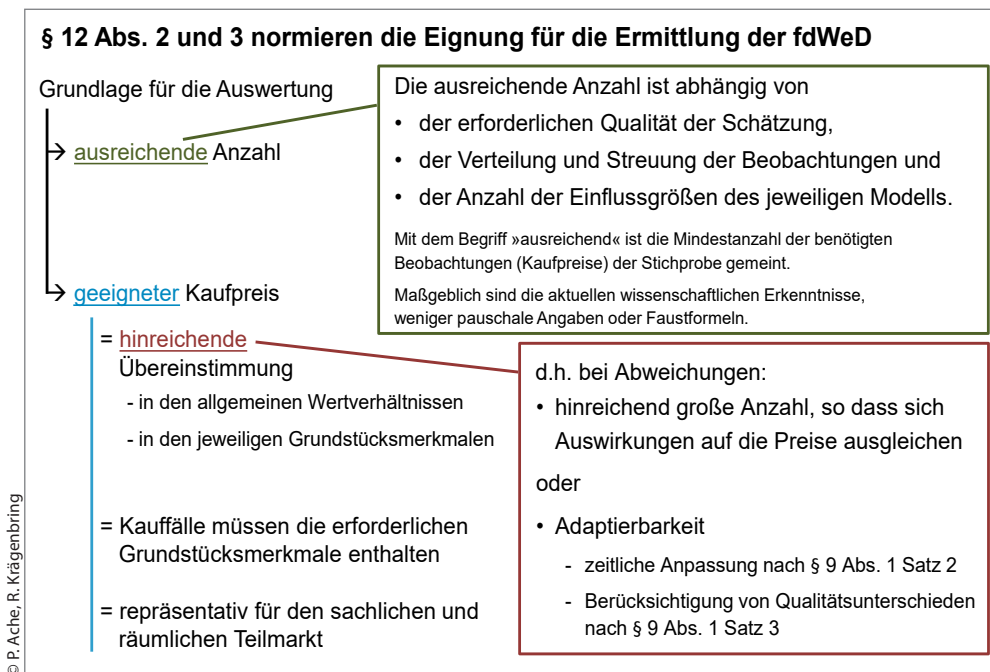 § 12 Abs. 2 und 3 normieren die Eignung für die Ermittlung der fdWeD
Grundlage für die Auswertung
→ ausreichende Anzahl
Die ausreichende Anzahl ist abhängig von
• der erforderlichen Qualität der Schätzung,
• der Verteilung und Streuung der Beobachtungen und
• der Anzahl der Einflussgrößen des jeweiligen Modells.
Mit dem Begriff »ausreichend« ist die Mindestanzahl der benötigten
Beobachtungen (Kaufpreise) der Stichprobe gemeint.
Maßgeblich sind die aktuellen wissenschaftlichen Erkenntnisse,
weniger pauschale Angaben oder Faustformeln.
→ geeigneter Kaufpreis
= hinreichende
Übereinstimmung
- in den allgemeinen Wertverhältnissen
- in den jeweiligen Grundstücksmerkmalen
d.h. bei Abweichungen:
• hinreichend große Anzahl, so dass sich
Auswirkungen auf die Preise ausgleichen
oder
• Adaptierbarkeit
- zeitliche Anpassung nach § 9 Abs. 1 Satz 2
- Berücksichtigung von Qualitätsunterschieden
nach § 9 Abs. 1 Satz 3
= Kauffälle müssen die erforderlichen
Grundstücksmerkmale enthalten
= repräsentativ für den sachlichen und
räumlichen Teilmarkt
© P. Ache, R. Krägenbring